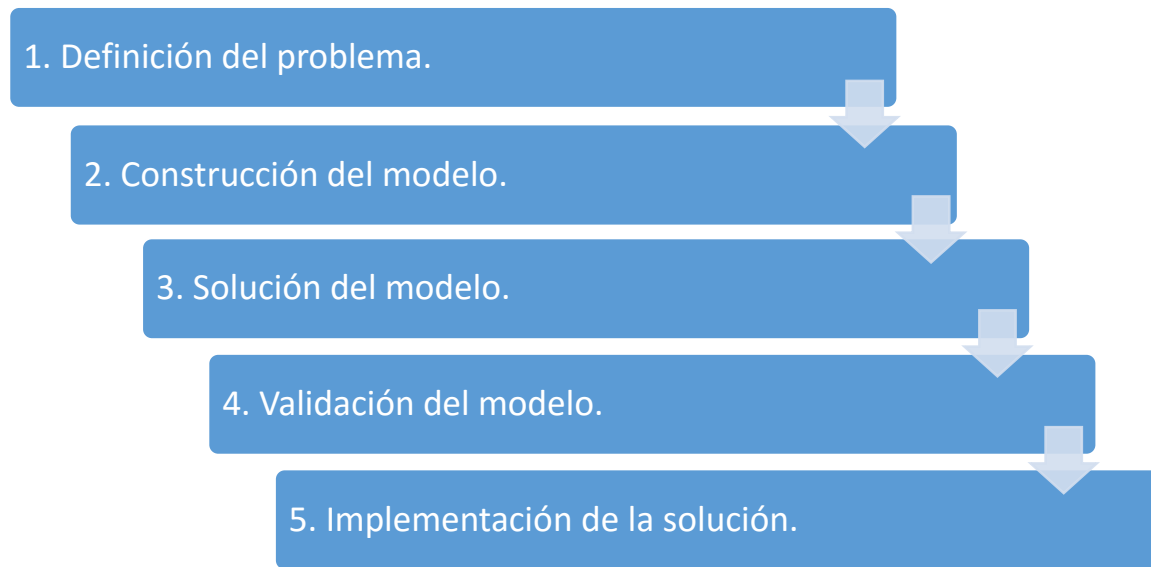 1. Definición del problema.
2. Construcción del modelo.
3. Solución del modelo.
4. Validación del modelo.
5. Implementación de la solución.